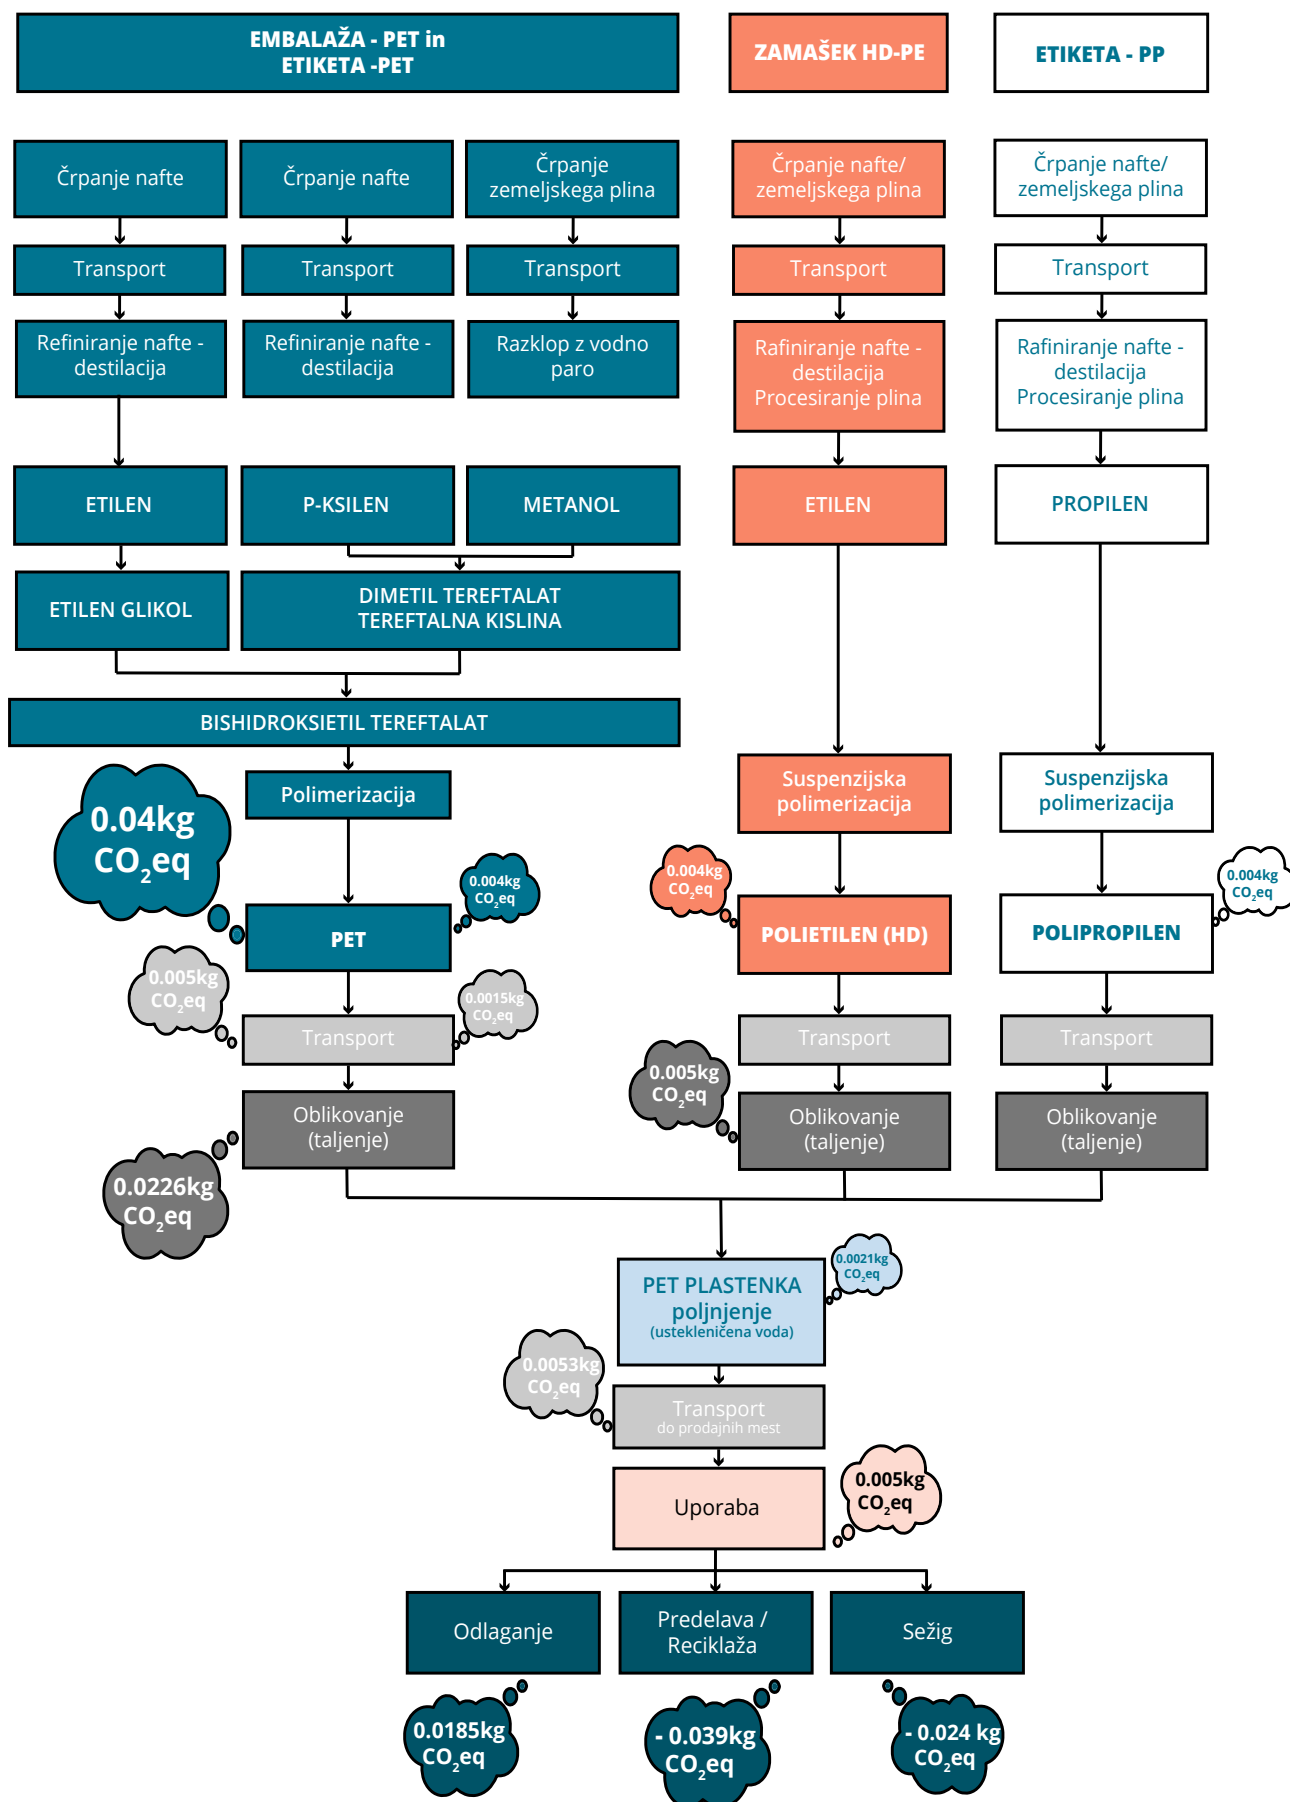 EMBALAŽA - PET in
ETIKETA -PET
ZAMAŠEK HD-PE
ETIKETA - PP
Črpanje nafte
Črpanje nafte
Črpanje
zemeljskega plina
Črpanje nafte/
zemeljskega plina
Črpanje nafte/
zemeljskega plina
Transport
Transport
Transport
Transport
Transport
Refiniranje nafte -
destilacija
Refiniranje nafte -
destilacija
Razklop z vodno
paro
Rafiniranje nafte -
destilacija
Procesiranje plina
Rafiniranje nafte -
destilacija
Procesiranje plina
ETILEN
P-KSILEN
METANOL
ETILEN
PROPILEN
ETILEN GLIKOL
DIMETIL TEREFTALAT
TEREFTALNA KISLINA
BISHIDROKSIETIL TEREFTALAT
Polimerizacija
Suspenzijska
polimerizacija
Suspenzijska
polimerizacija
0.04kg
CO₂eq
0.004kg
CO₂eq
0.004kg
CO₂eq
0.004kg
CO₂eq
PET
POLIETILEN (HD)
POLIPROPILEN
0.005kg
CO₂eq
0.0015kg
CO₂eq
Transport
Transport
Transport
0.005kg
CO₂eq
Oblikovanje
(taljenje)
Oblikovanje
(taljenje)
Oblikovanje
(taljenje)
0.0226kg
CO₂eq
PET PLASTENKA
poljnjenje
(ustekleničena voda)
0.0021kg
CO₂eq
0.0053kg
CO₂eq
Transport
do prodajnih mest
Uporaba
0.005kg
CO₂eq
Odlaganje
Predelava /
Reciklaža
Sežig
0.0185kg
CO₂eq
- 0.039kg
CO₂eq
- 0.024 kg
CO₂eq